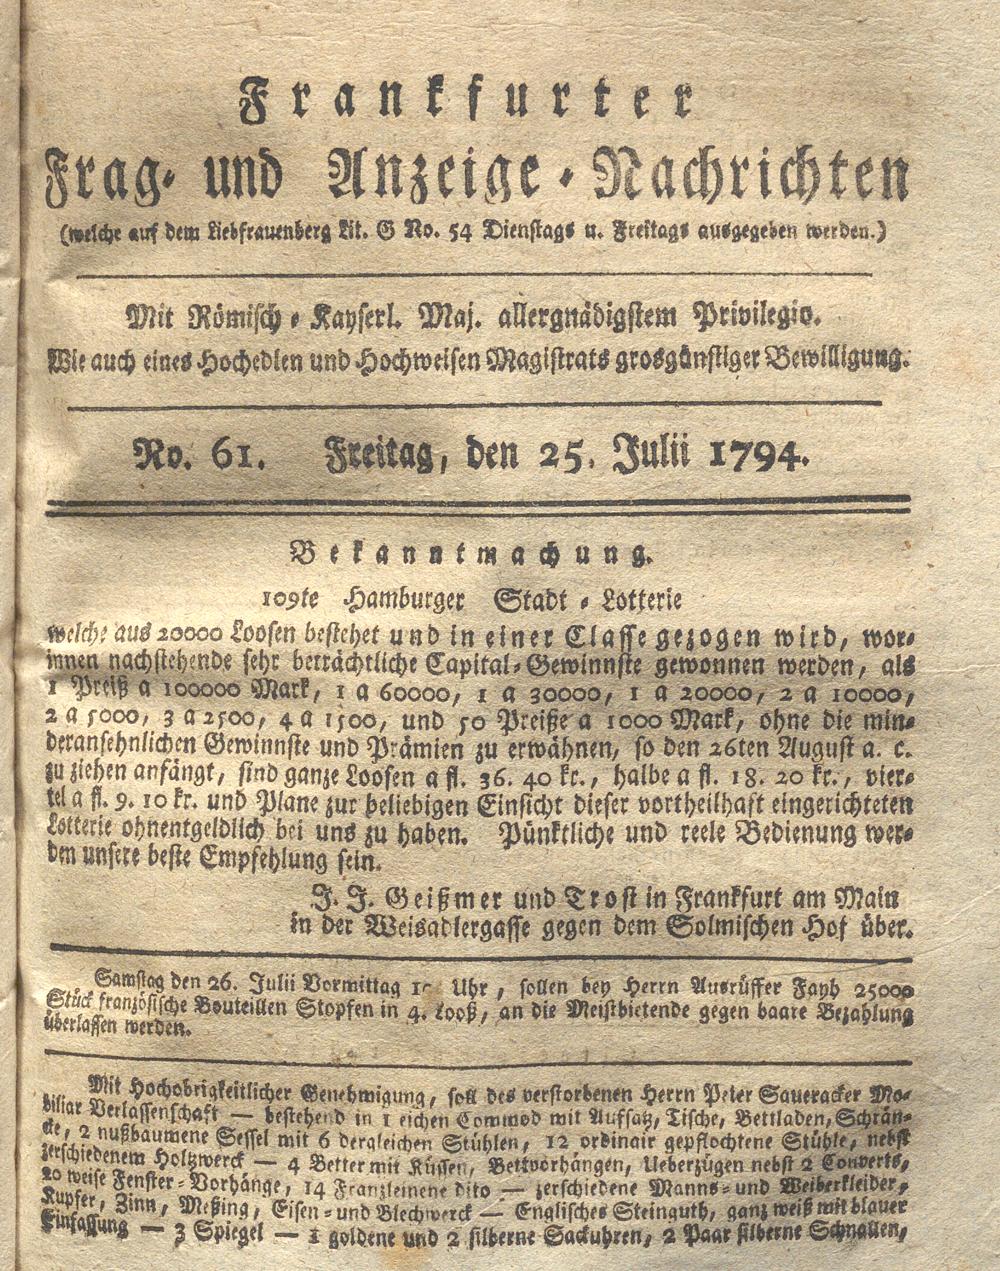 Frankfurter
Frag- und Anzeige-Nachrichten
(welche auf dem Liebfrauenberg Lit. G No. 54 Dienstags u. Freitags ausgegeben werden.)
Mit Römisch-Kayserl. Maj. allergnädigstem Privilegio.
Wie auch eines Hochedlen und Hochweisen Magistrats grosgünstiger Bewilligung.
No. 61. Freitag, den 25. Julii 1794.
Bekanntmachung.
109te Hamburger Stadt-Lotterie
welche aus 20000 Loosen bestehet und in einer Classe gezogen wird, wor-
innen nachstehende sehr beträchtliche Capital-Gewinnste gewonnen werden, als
1 Preiß a 100000 Mark, 1 a 60000, 1 a 30000, 1 a 20000, 2 a 10000,
2 a 5000, 3 a 2500, 4 a 1500, und 50 Preiße a 1000 Mark, ohne die min-
deransehnlichen Gewinnste und Prämien zu erwähnen, so den 26ten August a. c.
zu ziehen anfängt, sind ganze Loosen a fl. 36. 40 kr., halbe a fl. 18. 20 kr., vier-
tel a fl. 9. 10 kr. und Plane zur beliebigen Einsicht dieser vortheilhaft eingerichteten
Lotterie ohnentgeldlich bei uns zu haben. Pünktliche und reele Bedienung wer-
den unsere beste Empfehlung sein.
J. J. Geißmer und Trost in Frankfurt am Main
in der Weisadlergasse gegen dem Solmischen Hof über.
Samstag den 26. Julii Vormittag Uhr, sollen bey Herrn Ausrüffer Fayh 25000
Stück französische Bouteillen Stopfen in 4. Looß, an die Meistbietende gegen baare Bezahlung
überlassen werden.
Mit Hochobrigkeitlicher Genehmigung, soll des verstorbenen Herrn Peter Saueracker Mo-
biliar Verlassenschaft — bestehend in 1 eichen Commod mit Aufsatz, Tische, Bettladen, Schrän-
cke, 2 nußbaumene Sessel mit 6 dergleichen Stühlen, 12 ordinair gepflochtene Stühle, nebst
zerschiedenem Holtzwerck — 4 Better mit Küssen, Bettvorhängen, Ueberzügen nebst 2 Converts,
20 weise Fenster-Vorhänge, 14 Franzleinene dito — zerschiedene Manns- und Weiberkleider,
Kupfer, Zinn, Meßing, Eisen- und Blechwerck — Englisches Steinguth, ganz weiß mit blauer
Einfassung — 3 Spiegel — 1 goldene und 2 silberne Sackuhren, 2 Paar silberne Schnallen,